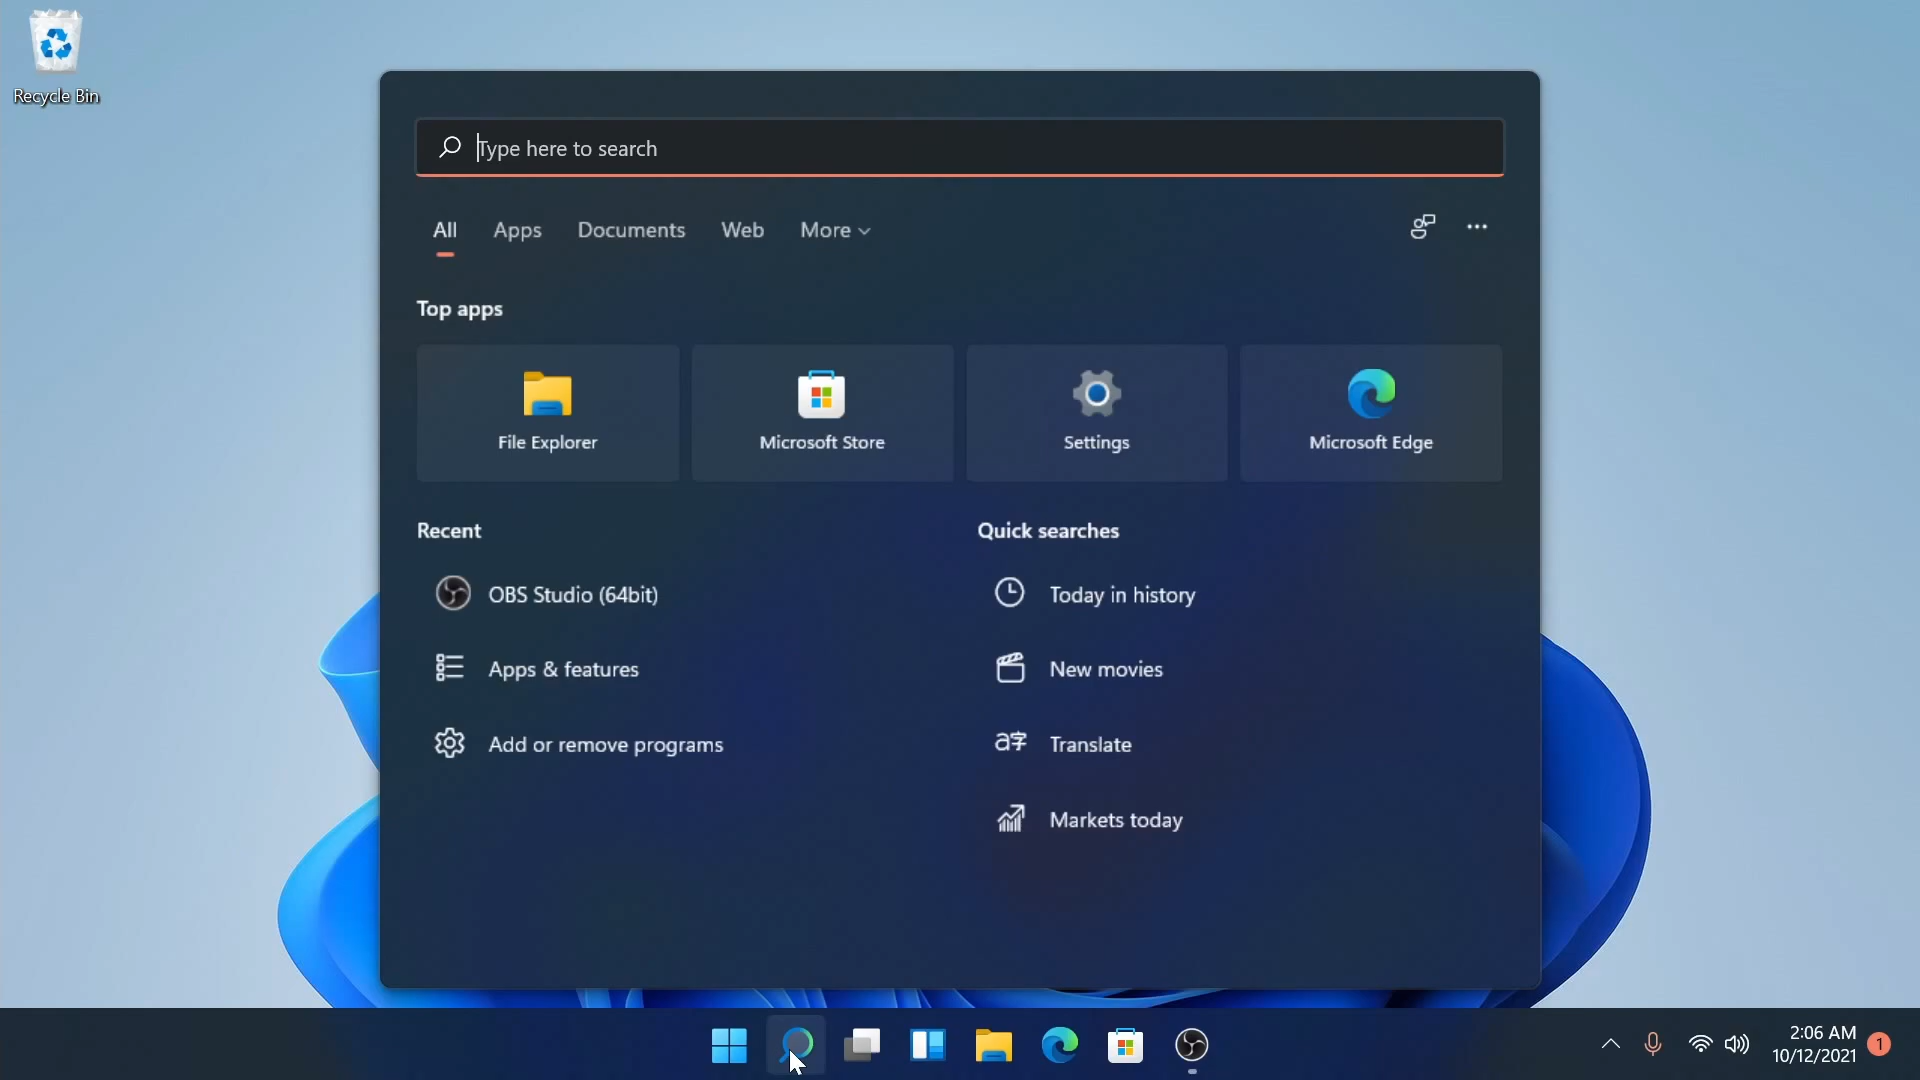 Recycle Bin
Type here to search
All Apps Documents Web More
Top apps
File Explorer Microsoft Store Settings Microsoft Edge
Recent
Quick searches
OBS Studio (64bit)
Today in history
Apps & features
New movies
Add or remove programs
a字 Translate
Markets today
2:06 AM
10/12/2021
1